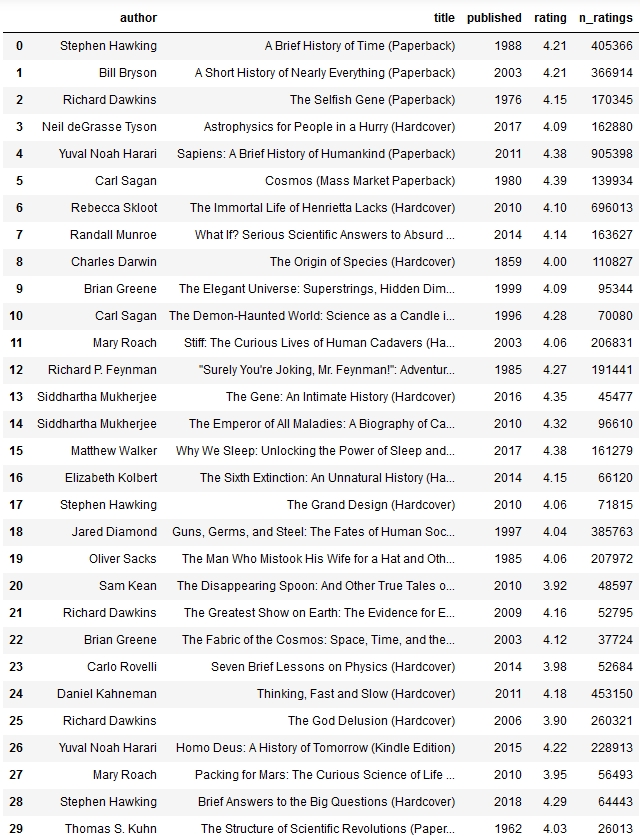 author title published rating n_ratings
0 Stephen Hawking A Brief History of Time (Paperback) 1988 4.21 405366
1 Bill Bryson A Short History of Nearly Everything (Paperback) 2003 4.21 366914
2 Richard Dawkins The Selfish Gene (Paperback) 1976 4.15 170345
3 Neil deGrasse Tyson Astrophysics for People in a Hurry (Hardcover) 2017 4.09 162880
4 Yuval Noah Harari Sapiens: A Brief History of Humankind (Paperback) 2011 4.38 905398
5 Carl Sagan Cosmos (Mass Market Paperback) 1980 4.39 139934
6 Rebecca Skloot The Immortal Life of Henrietta Lacks (Hardcover) 2010 4.10 696013
7 Randall Munroe What If? Serious Scientific Answers to Absurd ... 2014 4.14 163627
8 Charles Darwin The Origin of Species (Hardcover) 1859 4.00 110827
9 Brian Greene The Elegant Universe: Superstrings, Hidden Dim... 1999 4.09 95344
10 Carl Sagan The Demon-Haunted World: Science as a Candle i... 1996 4.28 70080
11 Mary Roach Stiff: The Curious Lives of Human Cadavers (Ha... 2003 4.06 206831
12 Richard P. Feynman "Surely You're Joking, Mr. Feynman!": Adventur... 1985 4.27 191441
13 Siddhartha Mukherjee The Gene: An Intimate History (Hardcover) 2016 4.35 45477
14 Siddhartha Mukherjee The Emperor of All Maladies: A Biography of Ca... 2010 4.32 96610
15 Matthew Walker Why We Sleep: Unlocking the Power of Sleep and... 2017 4.38 161279
16 Elizabeth Kolbert The Sixth Extinction: An Unnatural History (Ha... 2014 4.15 66120
17 Stephen Hawking The Grand Design (Hardcover) 2010 4.06 71815
18 Jared Diamond Guns, Germs, and Steel: The Fates of Human Soc... 1997 4.04 385763
19 Oliver Sacks The Man Who Mistook His Wife for a Hat and Oth... 1985 4.06 207972
20 Sam Kean The Disappearing Spoon: And Other True Tales o... 2010 3.92 48597
21 Richard Dawkins The Greatest Show on Earth: The Evidence for E... 2009 4.16 52795
22 Brian Greene The Fabric of the Cosmos: Space, Time, and the... 2003 4.12 37724
23 Carlo Rovelli Seven Brief Lessons on Physics (Hardcover) 2014 3.98 52684
24 Daniel Kahneman Thinking, Fast and Slow (Hardcover) 2011 4.18 453150
25 Richard Dawkins The God Delusion (Hardcover) 2006 3.90 260321
26 Yuval Noah Harari Homo Deus: A History of Tomorrow (Kindle Edition) 2015 4.22 228913
27 Mary Roach Packing for Mars: The Curious Science of Life ... 2010 3.95 56493
28 Stephen Hawking Brief Answers to the Big Questions (Hardcover) 2018 4.29 64443
29 Thomas S. Kuhn The Structure of Scientific Revolutions (Paper... 1962 4.03 26013